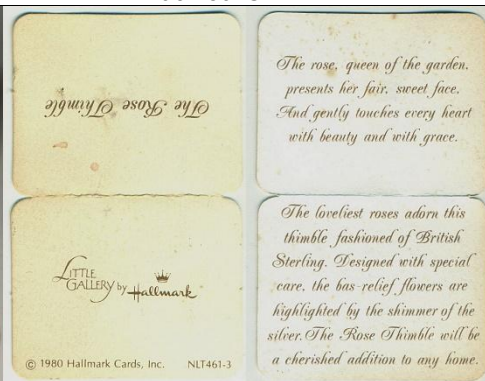 The Rose Thimble
LITTLE
GALLERY by Hallmark
© 1980 Hallmark Cards, Inc. NLT461-3
The rose, queen of the garden,
presents her fair, sweet face,
And gently touches every heart
with beauty and with grace.
The loveliest roses adorn this
thimble fashioned of British
Sterling. Designed with special
care, the bas-relief flowers are
highlighted by the shimmer of the
silver. The Rose Thimble will be
a cherished addition to any home.